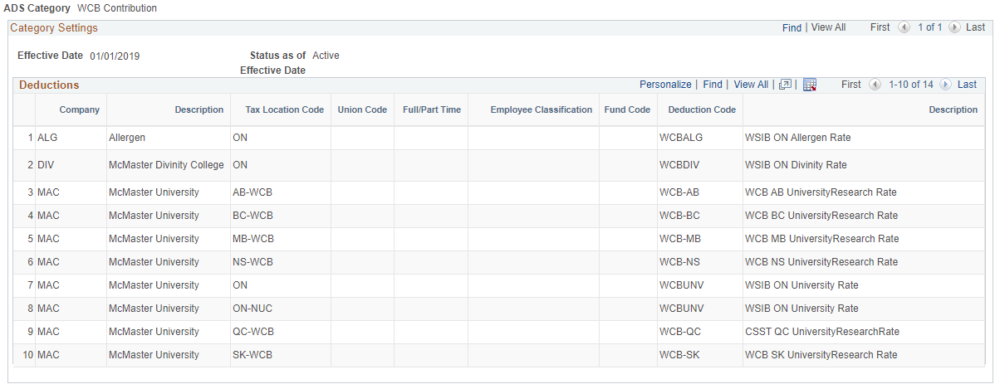 ADS Category WCB Contribution
Category Settings Find | View All First 1 of 1 Last
Effective Date 01/01/2019 Status as of Effective Date Active
Deductions Personalize | Find | View All | | First 1-10 of 14 Last
Company Description Tax Location Code Union Code Full/Part Time Employee Classification Fund Code Deduction Code Description
1 ALG Allergen ON WCBALG WSIB ON Allergen Rate
2 DIV McMaster Divinity College ON WCBDIV WSIB ON Divinity Rate
3 MAC McMaster University AB-WCB WCB-AB WCB AB UniversityResearch Rate
4 MAC McMaster University BC-WCB WCB-BC WCB BC UniversityResearch Rate
5 MAC McMaster University MB-WCB WCB-MB WCB MB UniversityResearch Rate
6 MAC McMaster University NS-WCB WCB-NS WCB NS UniversityResearch Rate
7 MAC McMaster University ON WCBUNV WSIB ON University Rate
8 MAC McMaster University ON-NUC WCBUNV WSIB ON University Rate
9 MAC McMaster University QC-WCB WCB-QC CSST QC UniversityResearchRate
10 MAC McMaster University SK-WCB WCB-SK WCB SK UniversityResearch Rate